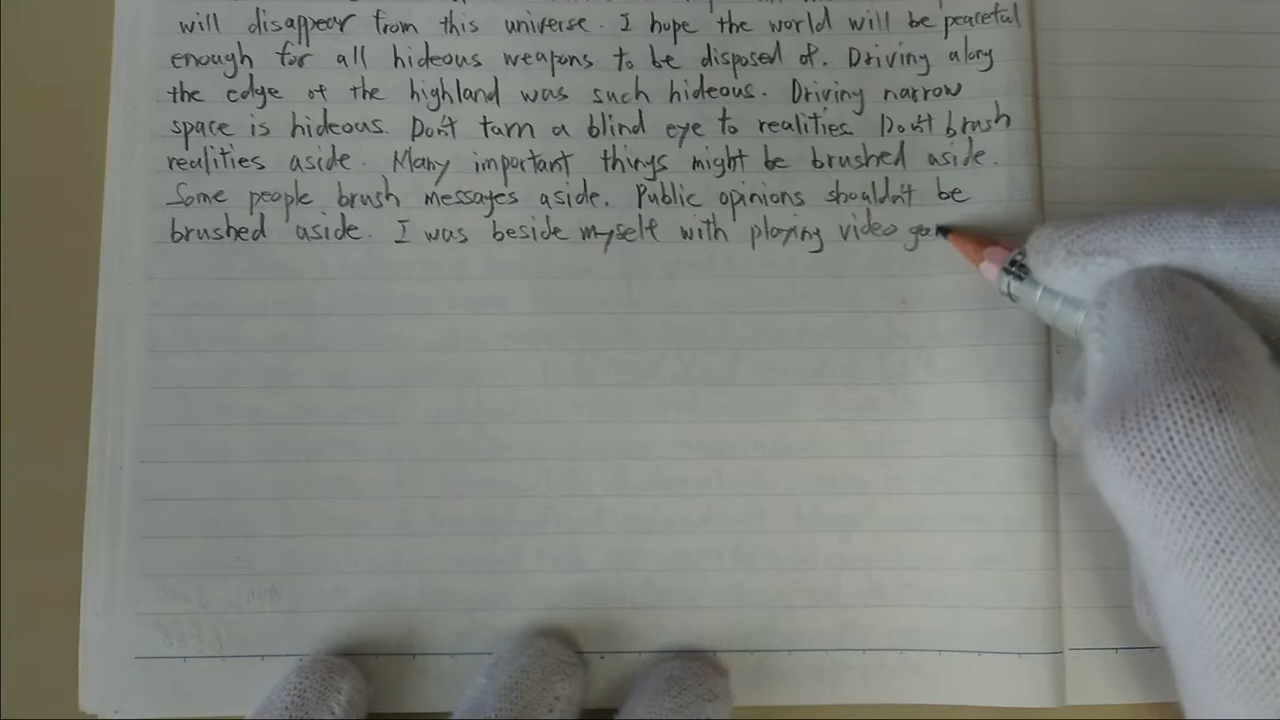 will disappear from this universe. I hope the world will be peaceful
enough for all hideous weapons to be disposed of. Driving along
the edge of the highland was such hideous. Driving narrow
space is hideous. Don't turn a blind eye to realities. Don't brush
realities aside. Many important things might be brushed aside.
Some people brush messages aside. Public opinions shouldn't be
brushed aside. I was beside myself with playing video gam